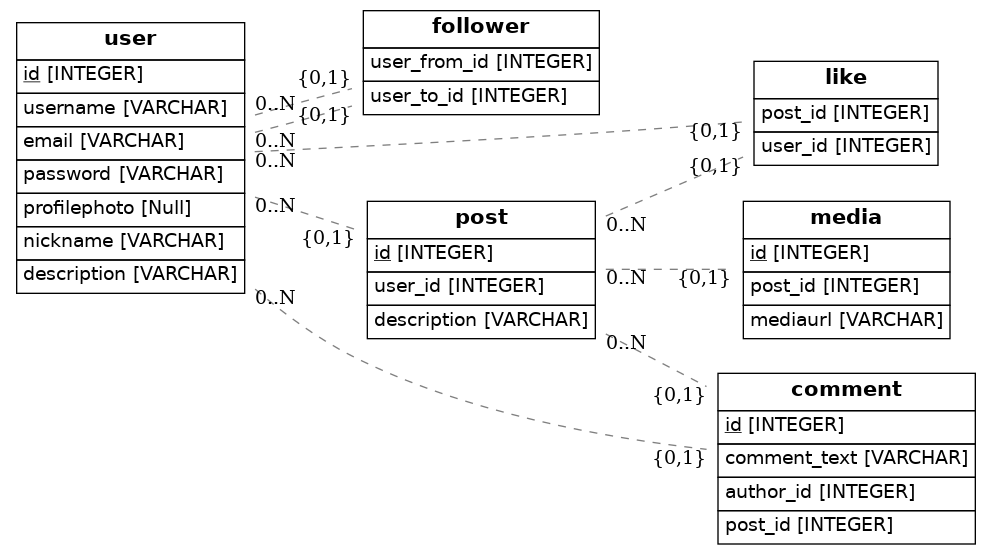 user
id [INTEGER]
username [VARCHAR]
email [VARCHAR]
password [VARCHAR]
profilephoto [Null]
nickname [VARCHAR]
description [VARCHAR]
follower
user_from_id [INTEGER]
user_to_id [INTEGER]
like
post_id [INTEGER]
user_id [INTEGER]
post
id [INTEGER]
user_id [INTEGER]
description [VARCHAR]
media
id [INTEGER]
post_id [INTEGER]
mediaurl [VARCHAR]
comment
id [INTEGER]
comment_text [VARCHAR]
author_id [INTEGER]
post_id [INTEGER]
{0,1}
0..N
{0,1}
0..N
{0,1}
0..N
{0,1}
0..N
{0,1}
0..N
{0,1}
0..N
{0,1}
0..N
{0,1}
0..N